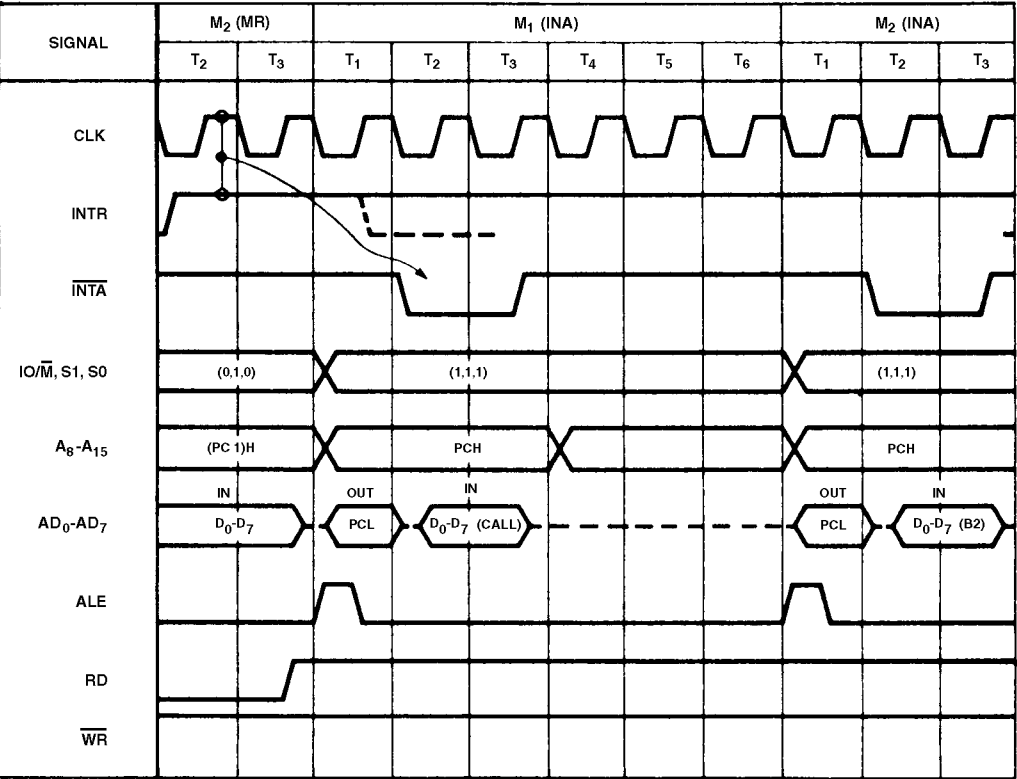 SIGNAL M₂ (MR) M₁ (INA) M₂ (INA)
T₂ T₃ T₁ T₂ T₃ T₄ T₅ T₆ T₁ T₂ T₃
CLK
INTR
I̅N̅T̅A̅
IO/M̅, S1, S0 (0,1,0) (1,1,1) (1,1,1)
A₈-A₁₅ (PC 1)H PCH PCH
IN OUT IN OUT IN
AD₀-AD₇ D₀-D₇ PCL D₀-D₇ (CALL) PCL D₀-D₇ (B2)
ALE
RD
W̅R̅